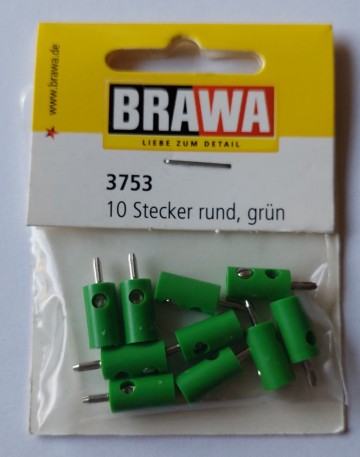 www.brawa.de
BRAWA
LIEBE ZUM DETAIL
3753
10 Stecker rund, grün